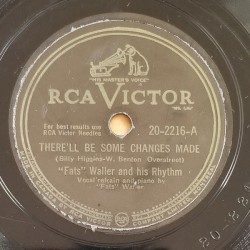 "HIS MASTER'S VOICE"
RCA VICTOR
For best results use
RCA Victor Needles
20-2216-A
THERE'LL BE SOME CHANGES MADE
(Billy Higgins-W. Benton Overstreet)
"Fats" Waller and his Rhythm
Vocal refrain and piano by
"Fats" Waller
RCA